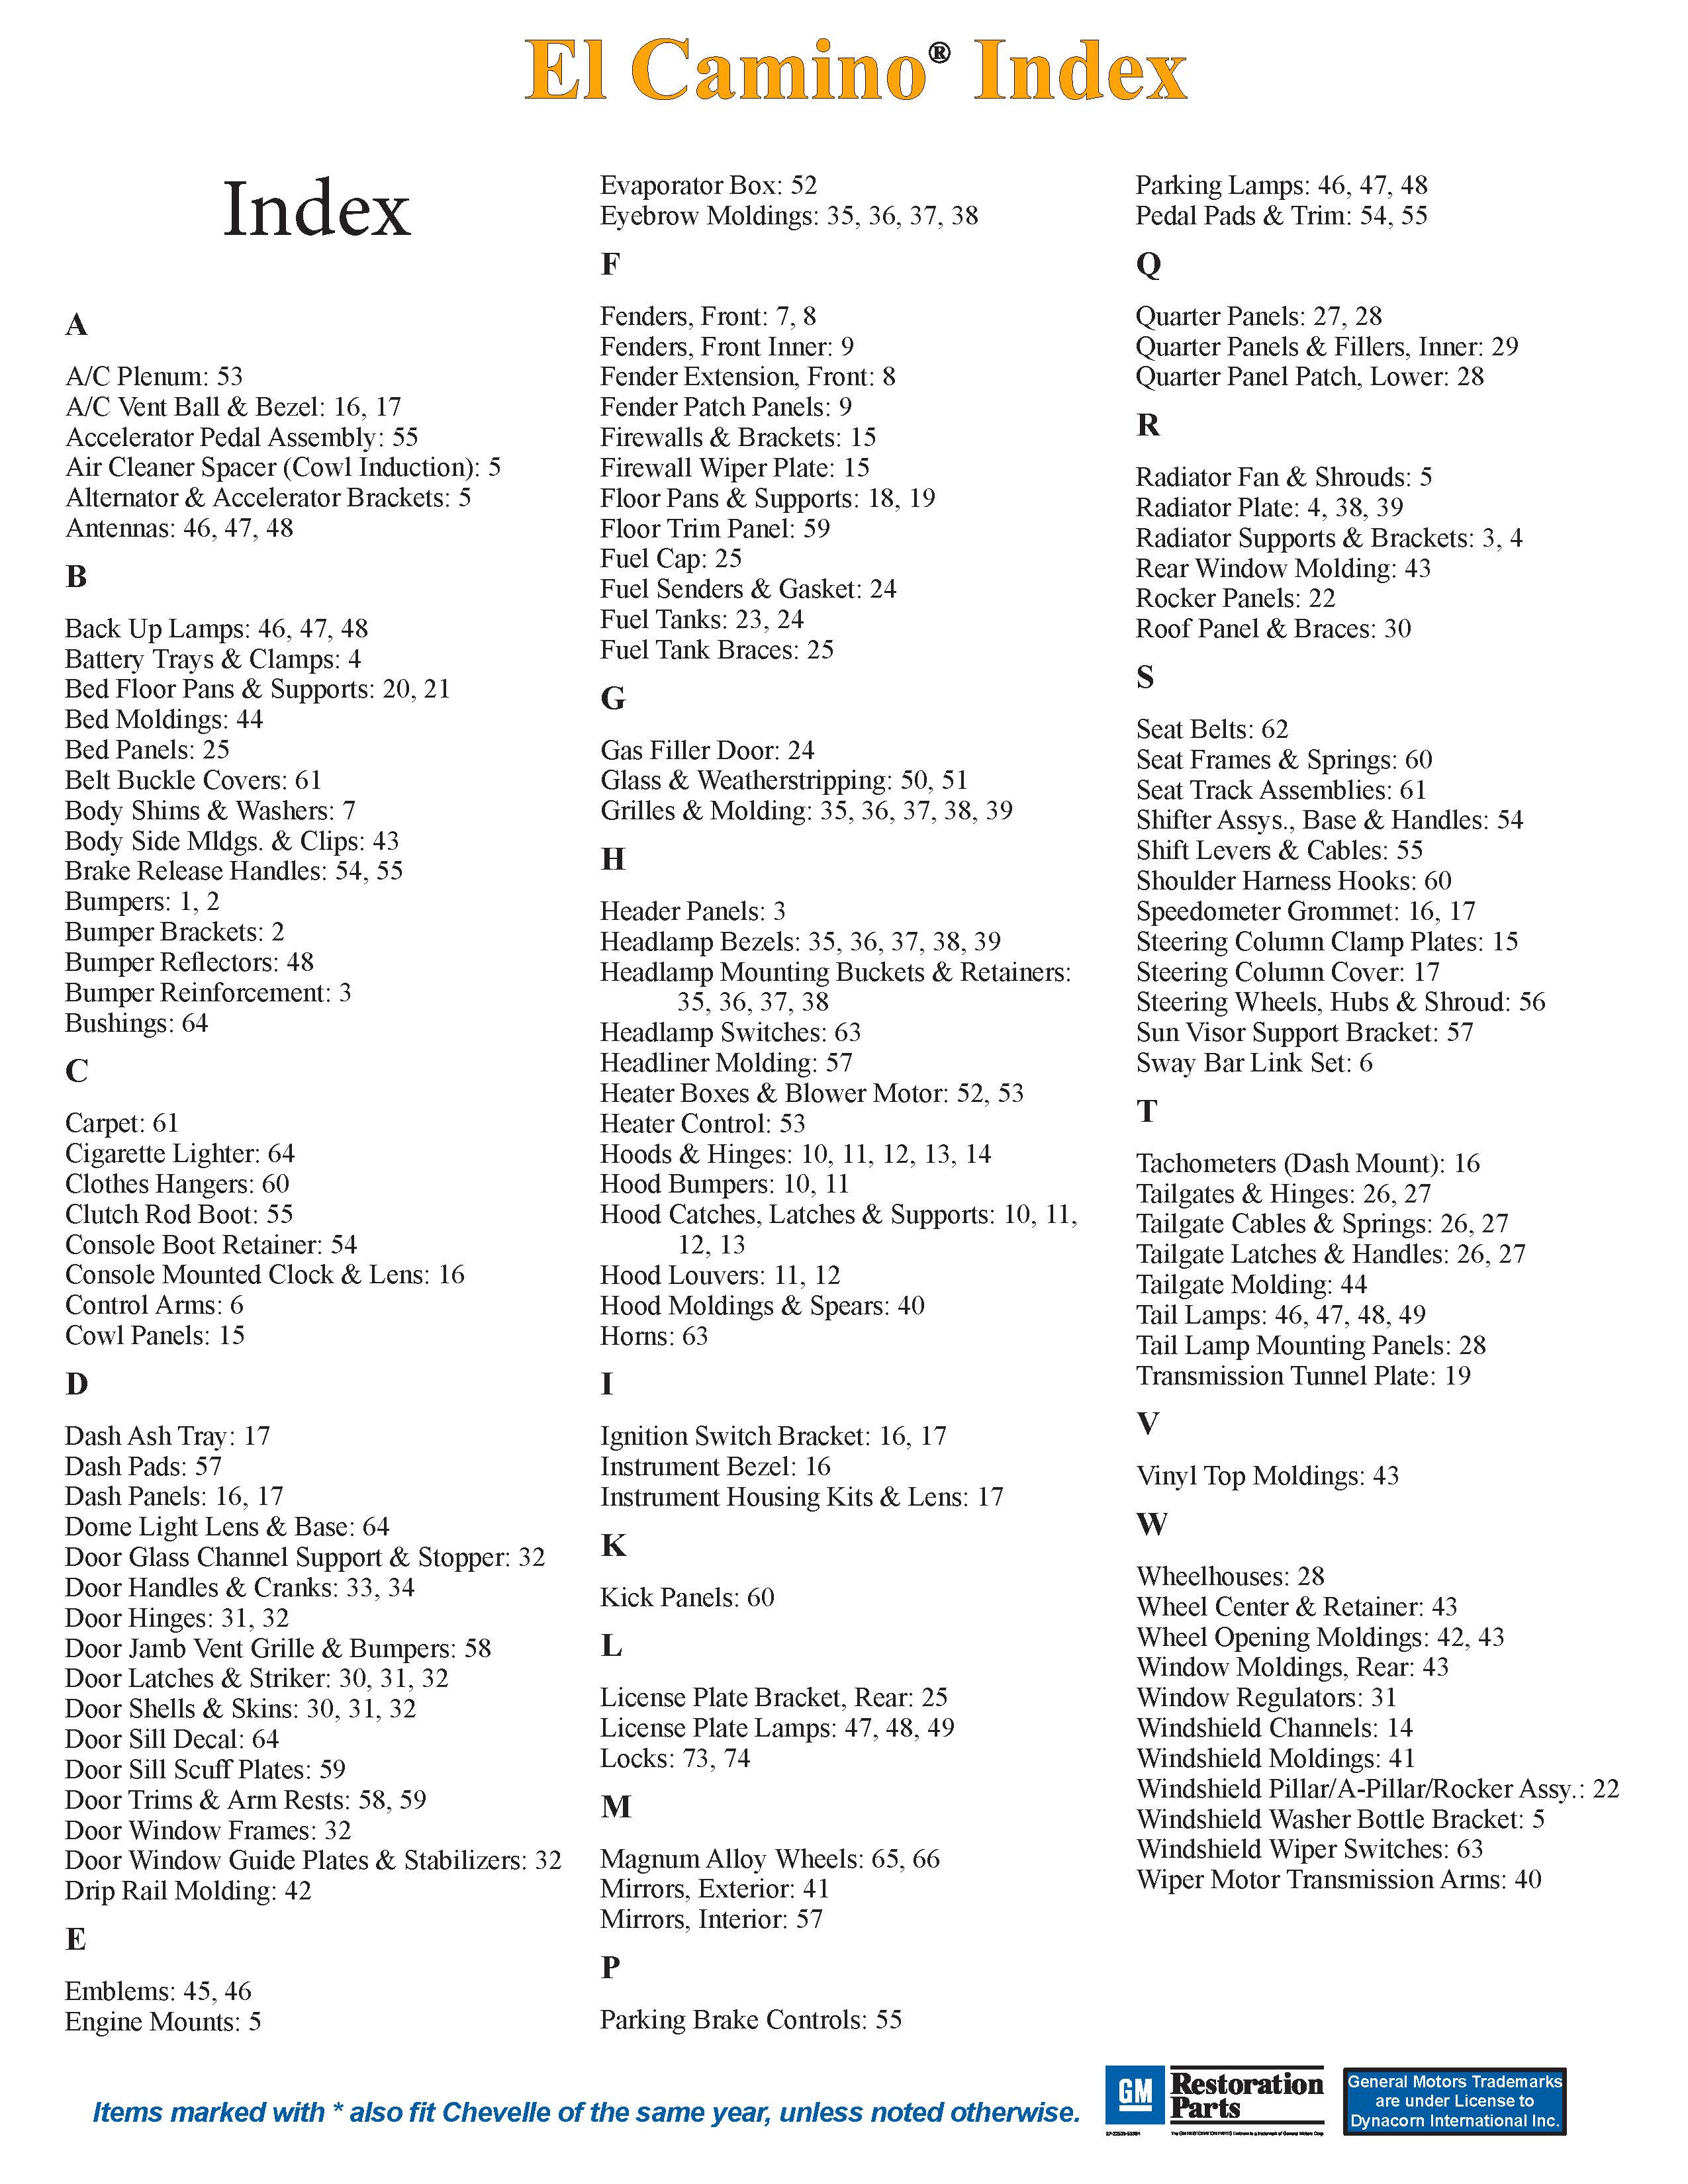 El Camino® Index
Index
A
A/C Plenum: 53
A/C Vent Ball & Bezel: 16, 17
Accelerator Pedal Assembly: 55
Air Cleaner Spacer (Cowl Induction): 5
Alternator & Accelerator Brackets: 5
Antennas: 46, 47, 48
B
Back Up Lamps: 46, 47, 48
Battery Trays & Clamps: 4
Bed Floor Pans & Supports: 20, 21
Bed Moldings: 44
Bed Panels: 25
Belt Buckle Covers: 61
Body Shims & Washers: 7
Body Side Mldgs. & Clips: 43
Brake Release Handles: 54, 55
Bumpers: 1, 2
Bumper Brackets: 2
Bumper Reflectors: 48
Bumper Reinforcement: 3
Bushings: 64
C
Carpet: 61
Cigarette Lighter: 64
Clothes Hangers: 60
Clutch Rod Boot: 55
Console Boot Retainer: 54
Console Mounted Clock & Lens: 16
Control Arms: 6
Cowl Panels: 15
D
Dash Ash Tray: 17
Dash Pads: 57
Dash Panels: 16, 17
Dome Light Lens & Base: 64
Door Glass Channel Support & Stopper: 32
Door Handles & Cranks: 33, 34
Door Hinges: 31, 32
Door Jamb Vent Grille & Bumpers: 58
Door Latches & Striker: 30, 31, 32
Door Shells & Skins: 30, 31, 32
Door Sill Decal: 64
Door Sill Scuff Plates: 59
Door Trims & Arm Rests: 58, 59
Door Window Frames: 32
Door Window Guide Plates & Stabilizers: 32
Drip Rail Molding: 42
E
Emblems: 45, 46
Engine Mounts: 5
Evaporator Box: 52
Eyebrow Moldings: 35, 36, 37, 38
F
Fenders, Front: 7, 8
Fenders, Front Inner: 9
Fender Extension, Front: 8
Fender Patch Panels: 9
Firewalls & Brackets: 15
Firewall Wiper Plate: 15
Floor Pans & Supports: 18, 19
Floor Trim Panel: 59
Fuel Cap: 25
Fuel Senders & Gasket: 24
Fuel Tanks: 23, 24
Fuel Tank Braces: 25
G
Gas Filler Door: 24
Glass & Weatherstripping: 50, 51
Grilles & Molding: 35, 36, 37, 38, 39
H
Header Panels: 3
Headlamp Bezels: 35, 36, 37, 38, 39
Headlamp Mounting Buckets & Retainers:
35, 36, 37, 38
Headlamp Switches: 63
Headliner Molding: 57
Heater Boxes & Blower Motor: 52, 53
Heater Control: 53
Hoods & Hinges: 10, 11, 12, 13, 14
Hood Bumpers: 10, 11
Hood Catches, Latches & Supports: 10, 11,
12, 13
Hood Louvers: 11, 12
Hood Moldings & Spears: 40
Horns: 63
I
Ignition Switch Bracket: 16, 17
Instrument Bezel: 16
Instrument Housing Kits & Lens: 17
K
Kick Panels: 60
L
License Plate Bracket, Rear: 25
License Plate Lamps: 47, 48, 49
Locks: 73, 74
M
Magnum Alloy Wheels: 65, 66
Mirrors, Exterior: 41
Mirrors, Interior: 57
P
Parking Brake Controls: 55
Parking Lamps: 46, 47, 48
Pedal Pads & Trim: 54, 55
Q
Quarter Panels: 27, 28
Quarter Panels & Fillers, Inner: 29
Quarter Panel Patch, Lower: 28
R
Radiator Fan & Shrouds: 5
Radiator Plate: 4, 38, 39
Radiator Supports & Brackets: 3, 4
Rear Window Molding: 43
Rocker Panels: 22
Roof Panel & Braces: 30
S
Seat Belts: 62
Seat Frames & Springs: 60
Seat Track Assemblies: 61
Shifter Assys., Base & Handles: 54
Shift Levers & Cables: 55
Shoulder Harness Hooks: 60
Speedometer Grommet: 16, 17
Steering Column Clamp Plates: 15
Steering Column Cover: 17
Steering Wheels, Hubs & Shroud: 56
Sun Visor Support Bracket: 57
Sway Bar Link Set: 6
T
Tachometers (Dash Mount): 16
Tailgates & Hinges: 26, 27
Tailgate Cables & Springs: 26, 27
Tailgate Latches & Handles: 26, 27
Tailgate Molding: 44
Tail Lamps: 46, 47, 48, 49
Tail Lamp Mounting Panels: 28
Transmission Tunnel Plate: 19
V
Vinyl Top Moldings: 43
W
Wheelhouses: 28
Wheel Center & Retainer: 43
Wheel Opening Moldings: 42, 43
Window Moldings, Rear: 43
Window Regulators: 31
Windshield Channels: 14
Windshield Moldings: 41
Windshield Pillar/A-Pillar/Rocker Assy.: 22
Windshield Washer Bottle Bracket: 5
Windshield Wiper Switches: 63
Wiper Motor Transmission Arms: 40
Items marked with * also fit Chevelle of the same year, unless noted otherwise.
GM
Restoration
Parts
General Motors Trademarks
are under License to
Dynacorn International Inc.